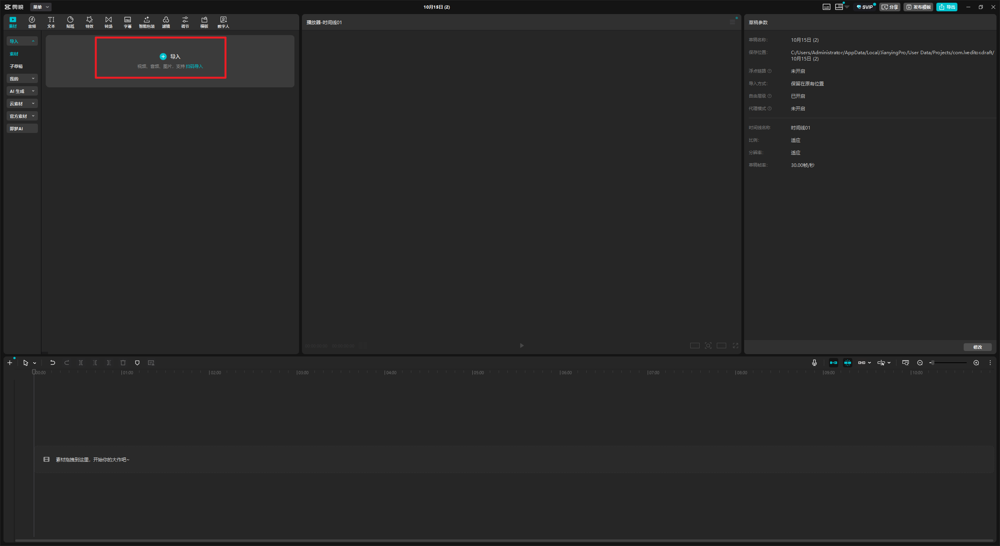 剪映 菜单 10月15日 (2) SVIP 分享 发布模板 导出
素材 音频 文本 贴纸 特效 转场 字幕 智能包装 滤镜 调节 模板 数字人
导入
素材
子草稿
我的
AI 生成
云素材
官方素材
即梦AI
导入
视频、音频、图片，支持 扫码导入
播放器-时间线01
00:00:00:00 00:00:00:00
草稿参数
草稿名称： 10月15日 (2)
保存位置： C:/Users/Administrator/AppData/Local/JianyingPro/User Data/Projects/com.lveditor.draft/
10月15日 (2)
浮点链路 未开启
导入方式： 保留在原有位置
自由层级 已开启
代理模式 未开启
时间线名称 时间线01
比例： 适应
分辨率： 适应
草稿帧率： 30.00帧/秒
修改
00:00 01:00 02:00 03:00 04:00 05:00 06:00 07:00 08:00 09:00 10:00
素材拖拽到这里，开始你的大作吧~